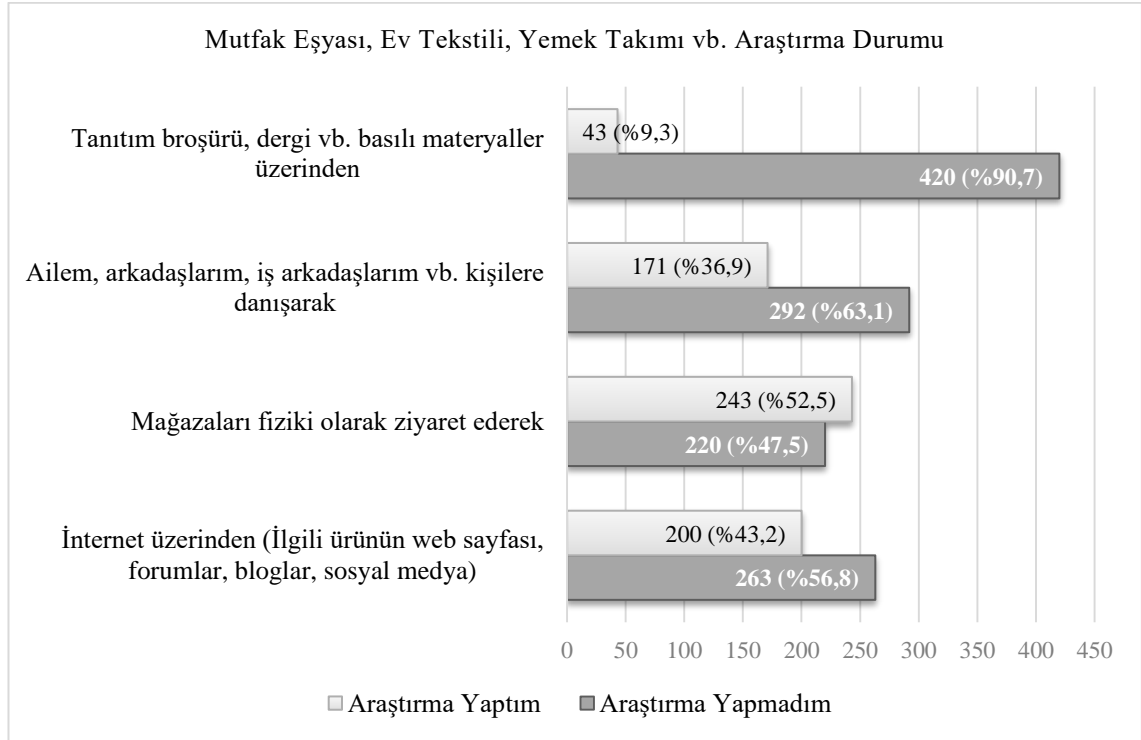 Mutfak Eşyası, Ev Tekstili, Yemek Takımı vb. Araştırma Durumu
Tanıtım broşürü, dergi vb. basılı materyaller
üzerinden
43 (%9,3)
420 (%90,7)
Ailem, arkadaşlarım, iş arkadaşlarım vb. kişilere
danışarak
171 (%36,9)
292 (%63,1)
Mağazaları fiziki olarak ziyaret ederek
243 (%52,5)
220 (%47,5)
İnternet üzerinden (İlgili ürünün web sayfası,
forumlar, bloglar, sosyal medya)
200 (%43,2)
263 (%56,8)
0 50 100 150 200 250 300 350 400 450
Araştırma Yaptım Araştırma Yapmadım